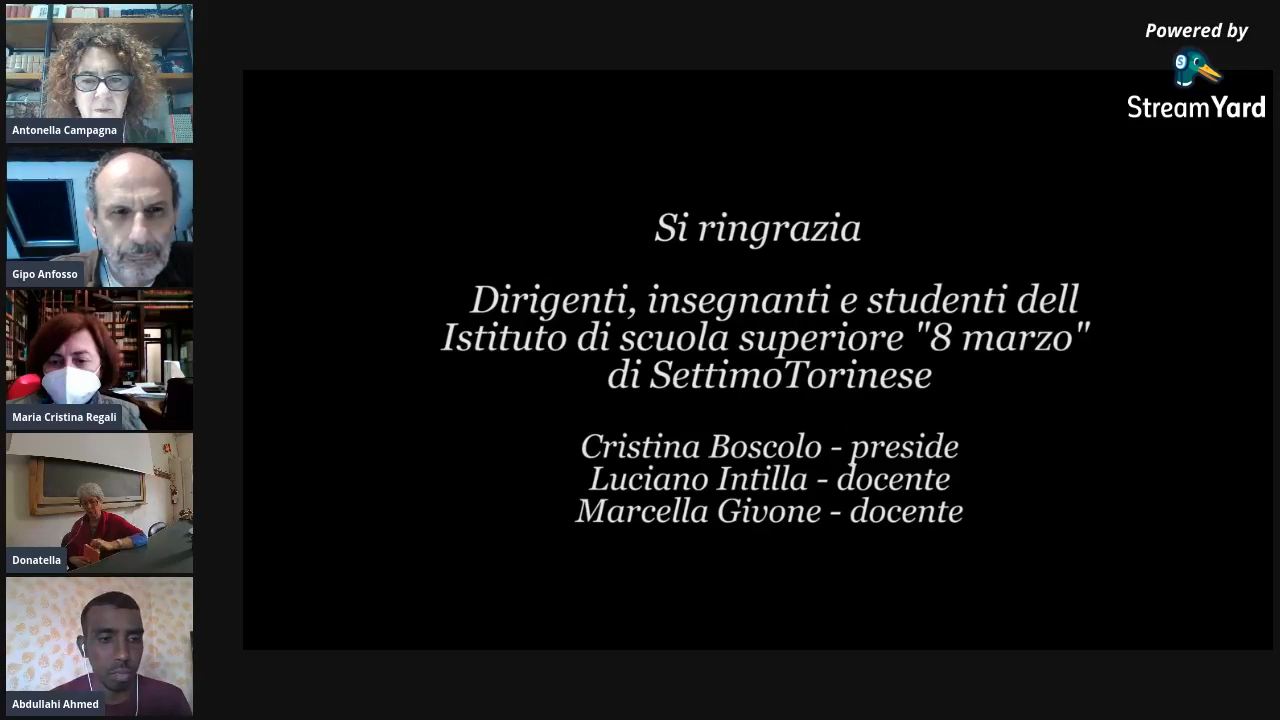 Antonella Campagna
Gipo Anfosso
Maria Cristina Regali
Donatella
Abdullahi Ahmed
Powered by
StreamYard
Si ringrazia
Dirigenti, insegnanti e studenti dell
Istituto di scuola superiore "8 marzo"
di SettimoTorinese
Cristina Boscolo - preside
Luciano Intilla - docente
Marcella Givone - docente